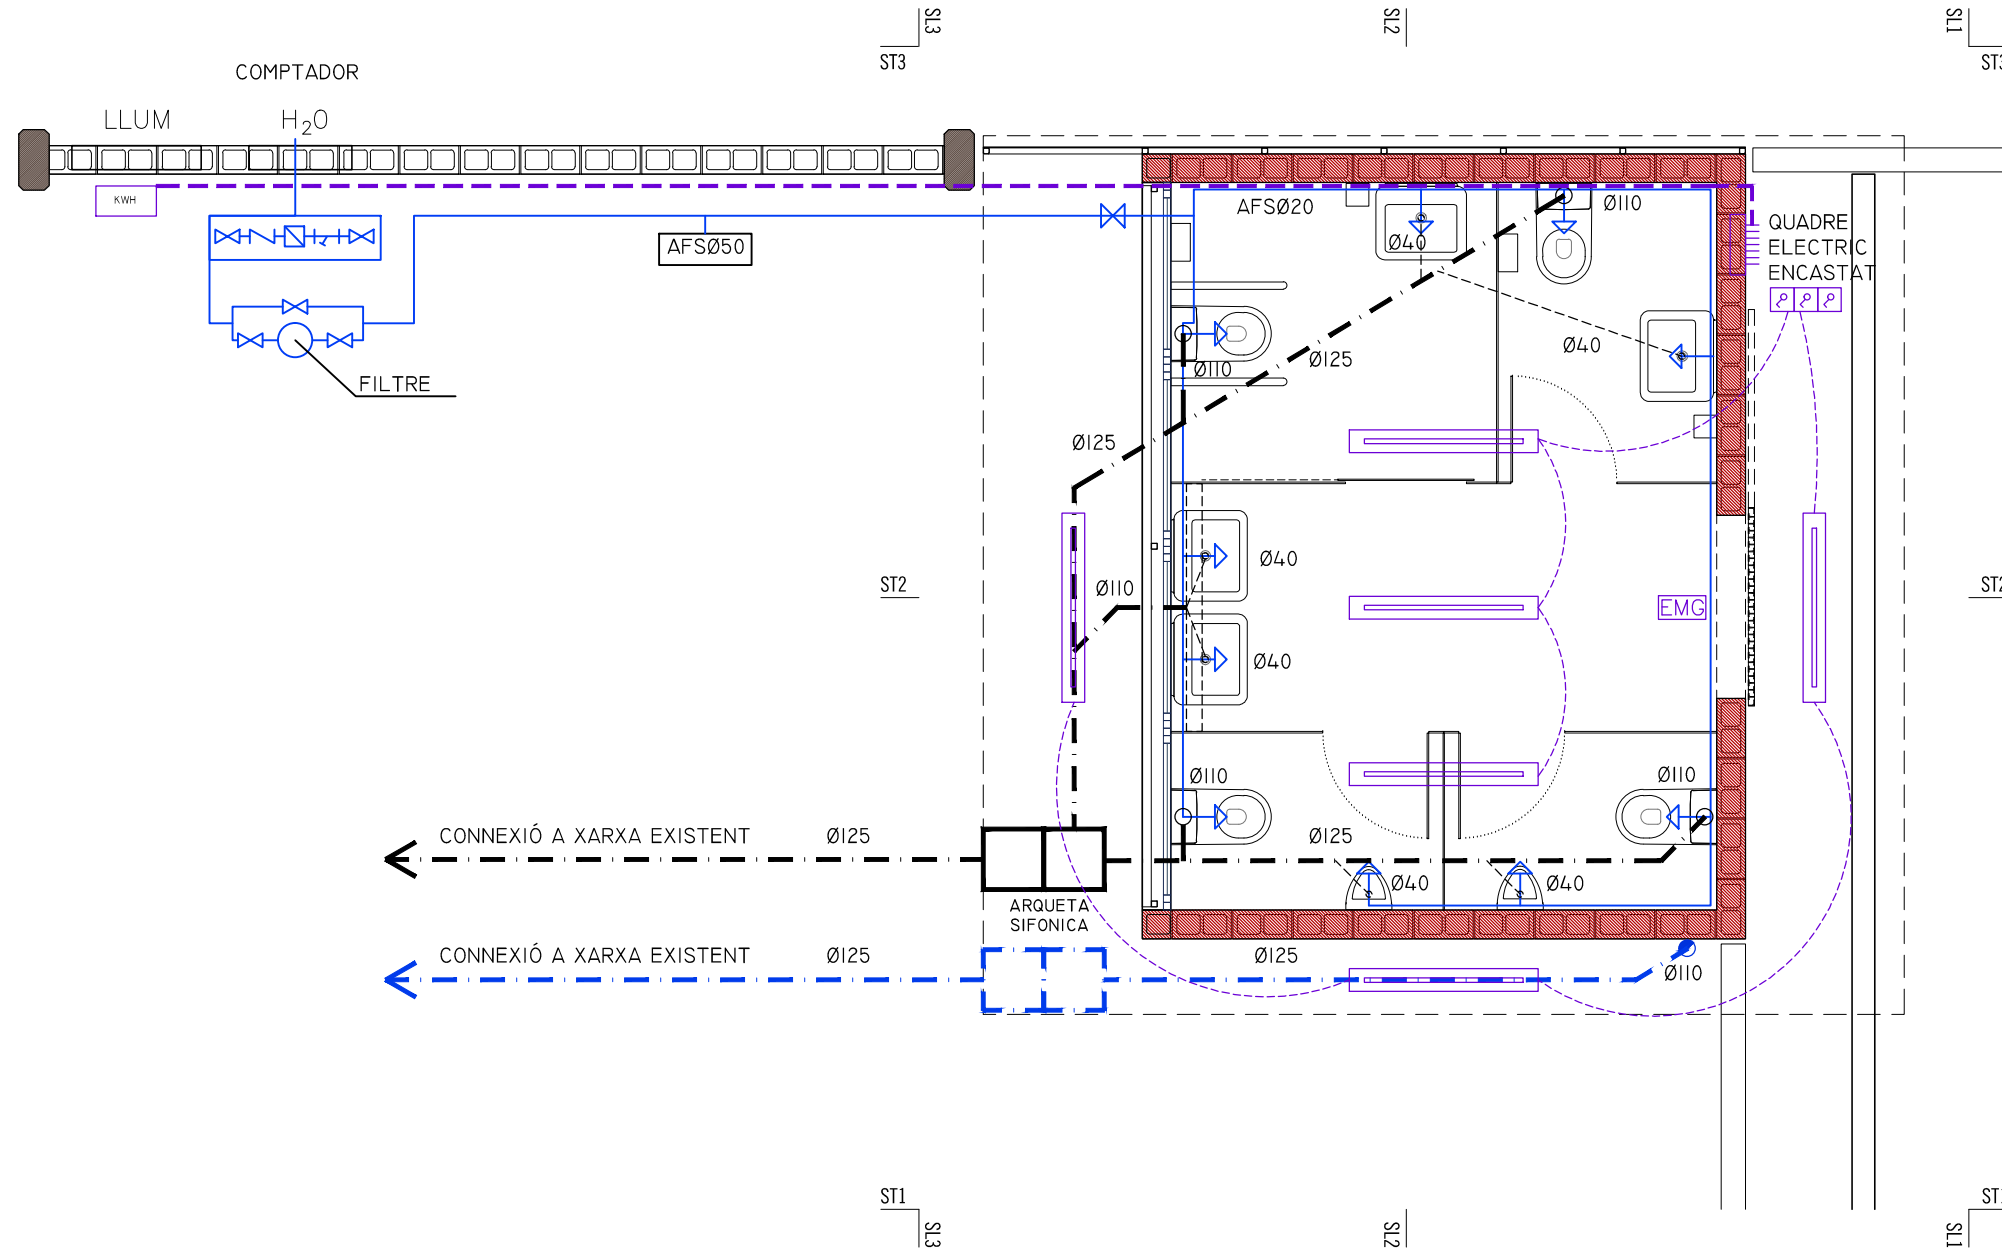 SL3
SL2
SL1
ST3
ST3
COMPTADOR
LLUM
H₂O
KWH
AFSØ50
AFSØ20
Ø110
QUADRE
ELECTRIC
ENCASTAT
Ø40
Ø40
Ø125
Ø110
FILTRE
Ø125
Ø40
ST2
ST2
Ø110
EMG
Ø40
Ø110
Ø110
CONNEXIÓ A XARXA EXISTENT
Ø125
Ø125
Ø40
Ø40
ARQUETA
SIFONICA
CONNEXIÓ A XARXA EXISTENT
Ø125
Ø125
Ø110
ST1
ST1
SL3
SL2
SL1